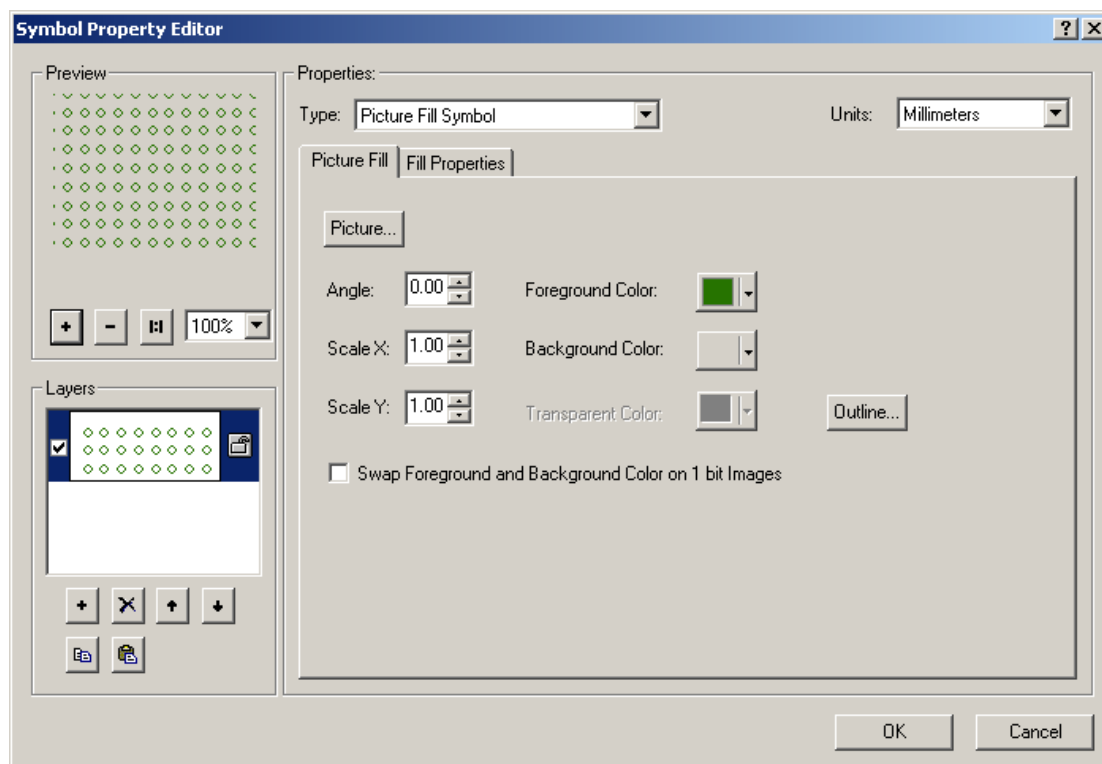 Symbol Property Editor
Preview
100%
Layers
Properties:
Type: Picture Fill Symbol
Units: Millimeters
Picture Fill
Fill Properties
Picture...
Angle: 0.00
Foreground Color:
Scale X: 1.00
Background Color:
Scale Y: 1.00
Transparent Color:
Outline...
Swap Foreground and Background Color on 1 bit Images
OK
Cancel